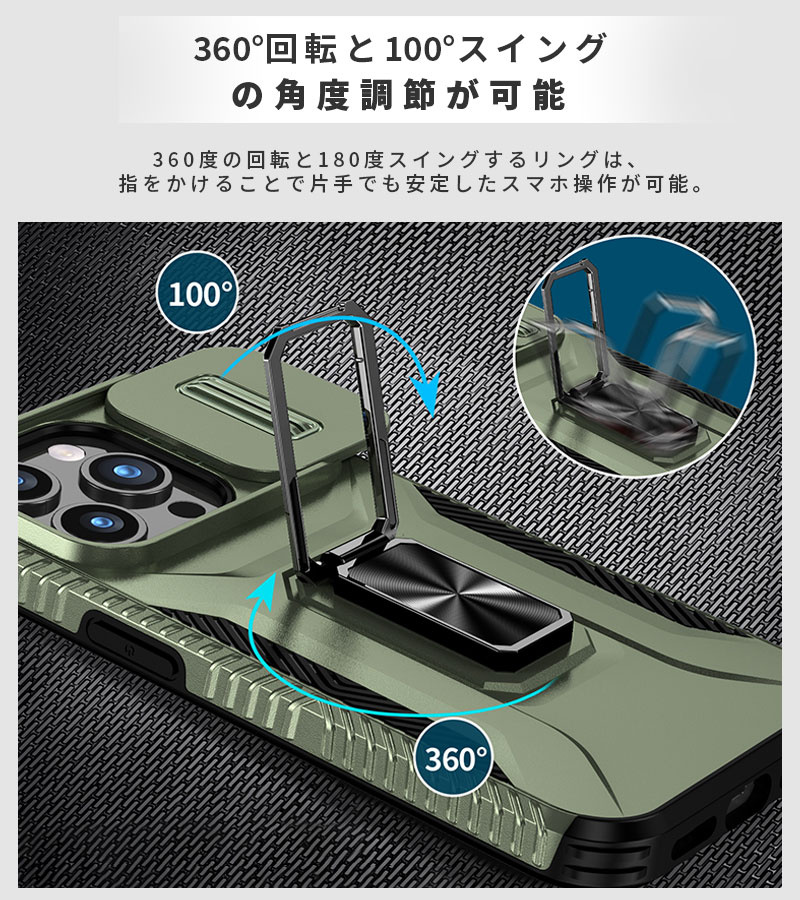 360°回転と100°スイング
の角度調節が可能
360度の回転と180度スイングするリングは、
指をかけることで片手でも安定したスマホ操作が可能。
100°
360°